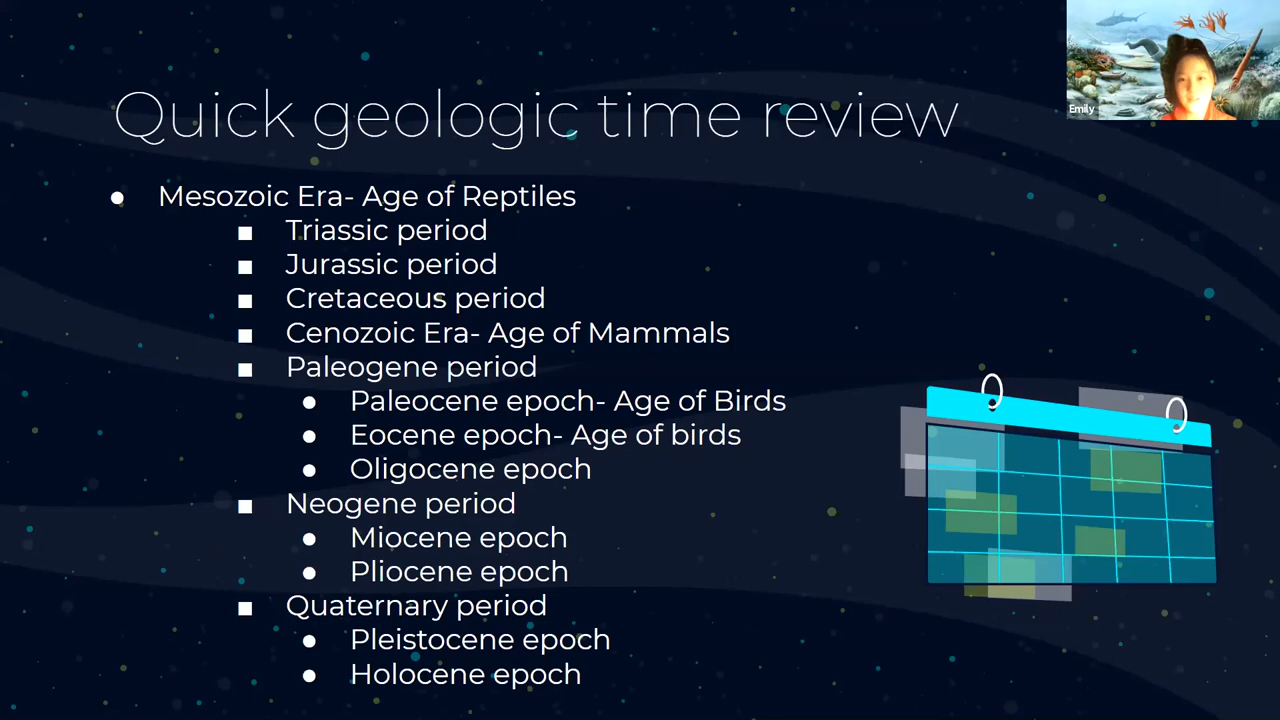 Quick geologic time review
Emily
● Mesozoic Era- Age of Reptiles
■ Triassic period
■ Jurassic period
■ Cretaceous period
■ Cenozoic Era- Age of Mammals
■ Paleogene period
● Paleocene epoch- Age of Birds
● Eocene epoch- Age of birds
● Oligocene epoch
■ Neogene period
● Miocene epoch
● Pliocene epoch
■ Quaternary period
● Pleistocene epoch
● Holocene epoch